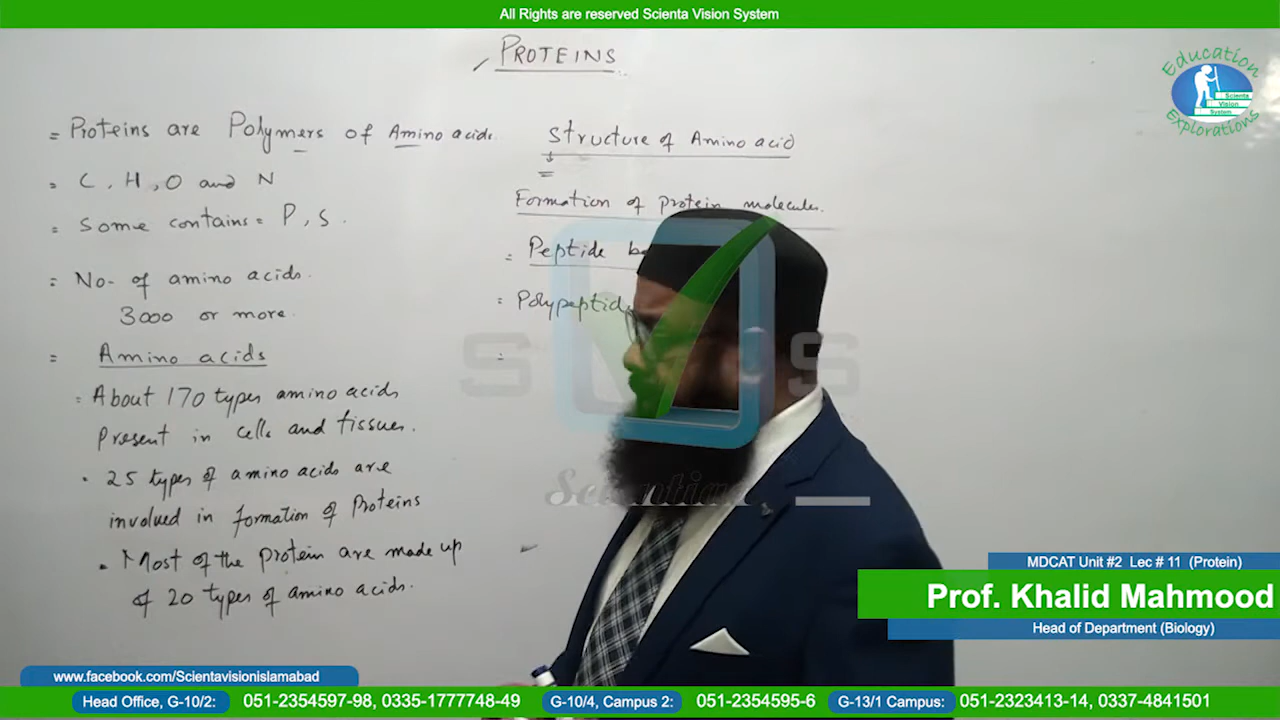 All Rights are reserved Scienta Vision System
PROTEINS
= Proteins are Polymers of Amino acids.
= C, H, O and N
= Some contains = P, S.
= No- of amino acids.
3000 or more.
= Amino acids
= About 170 types amino acids
Present in cells and tissues.
• 25 types of amino acids are
involved in formation of Proteins
• Most of the protein are made up
of 20 types of amino acids.
Structure of Amino acid
=
Formation of protein molecules.
= Peptide
= Polypeptide
=
Education
Scienta
Vision
System
Explorations
S V S
MDCAT Unit #2 Lec # 11 (Protein)
Prof. Khalid Mahmood
Head of Department (Biology)
www.facebook.com/Scientavisionislamabad
Head Office, G-10/2: 051-2354597-98, 0335-1777748-49 G-10/4, Campus 2: 051-2354595-6 G-13/1 Campus: 051-2323413-14, 0337-4841501